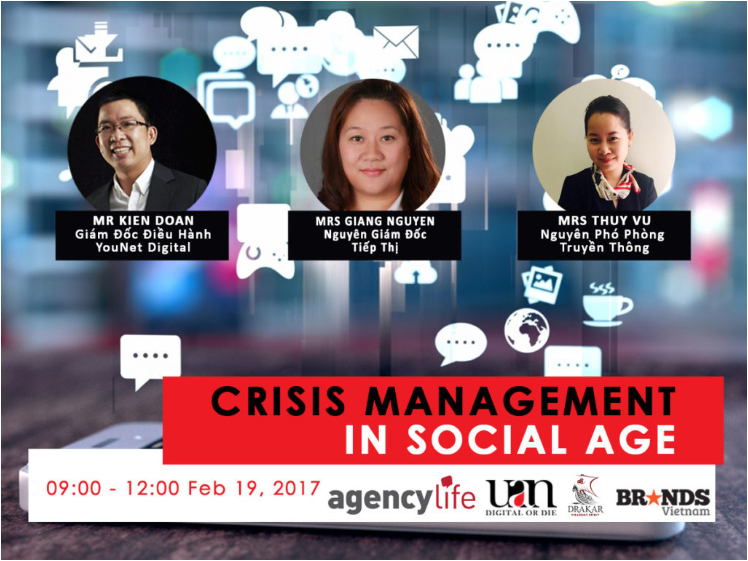 MR KIEN DOAN
Giám Đốc Điều Hành
YouNet Digital
MRS GIANG NGUYEN
Nguyên Giám Đốc
Tiếp Thị
MRS THUY VU
Nguyên Phó Phòng
Truyền Thông
CRISIS MANAGEMENT
IN SOCIAL AGE
09:00 - 12:00 Feb 19, 2017
agencylife
uan
DIGITAL OR DIE
DRAKAR
BRANDS
Vietnam